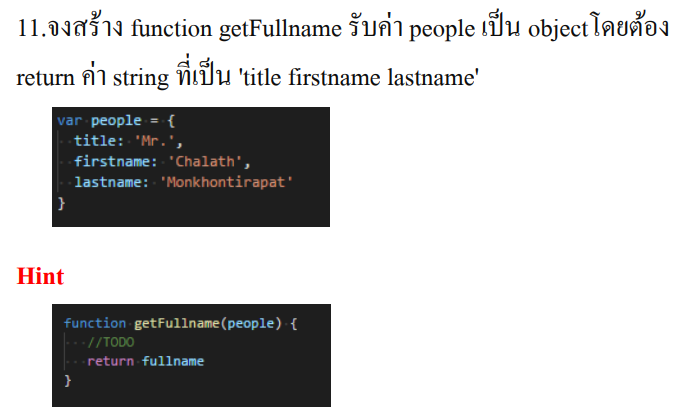 11.จงสร้าง function getFullname รับค่า people เป็น objectโดยต้อง
return ค่า string ที่เป็น 'title firstname lastname'
var people = {
title: 'Mr.',
firstname: 'Chalath',
lastname: 'Monkhontirapat'
}
Hint
function getFullname(people) {
//TODO
return fullname
}